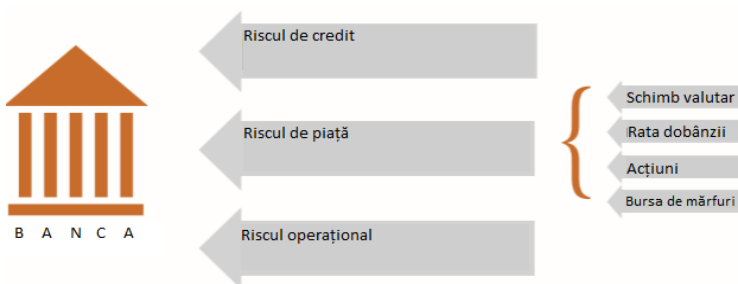 Riscul de credit
Riscul de piață
Riscul operațional
Schimb valutar
Rata dobânzii
Acțiuni
Bursa de mărfuri
B A N C A